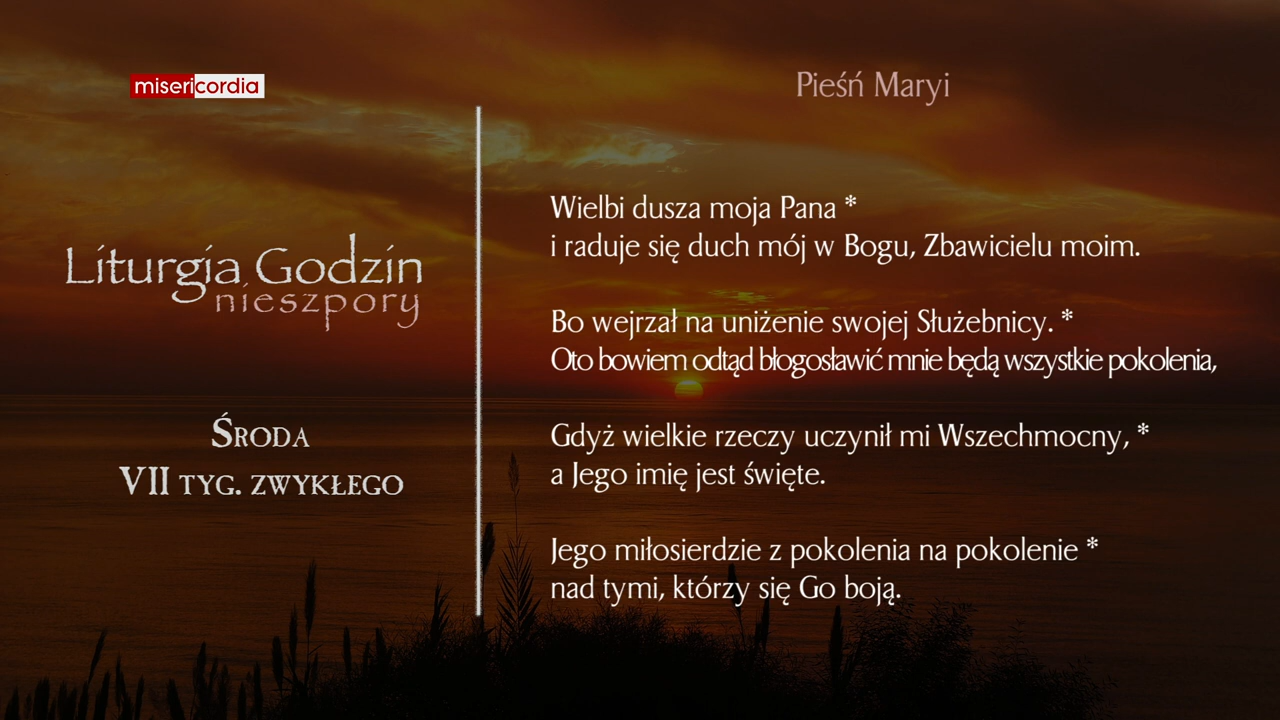 misericordia
Liturgia Godzin
nieszpory
Środa
VII tyg. zwykłego
Pieśń Maryi
Wielbi dusza moja Pana *
i raduje się duch mój w Bogu, Zbawicielu moim.
Bo wejrzał na uniżenie swojej Służebnicy. *
Oto bowiem odtąd błogosławić mnie będą wszystkie pokolenia,
Gdyż wielkie rzeczy uczynił mi Wszechmocny, *
a Jego imię jest święte.
Jego miłosierdzie z pokolenia na pokolenie *
nad tymi, którzy się Go boją.